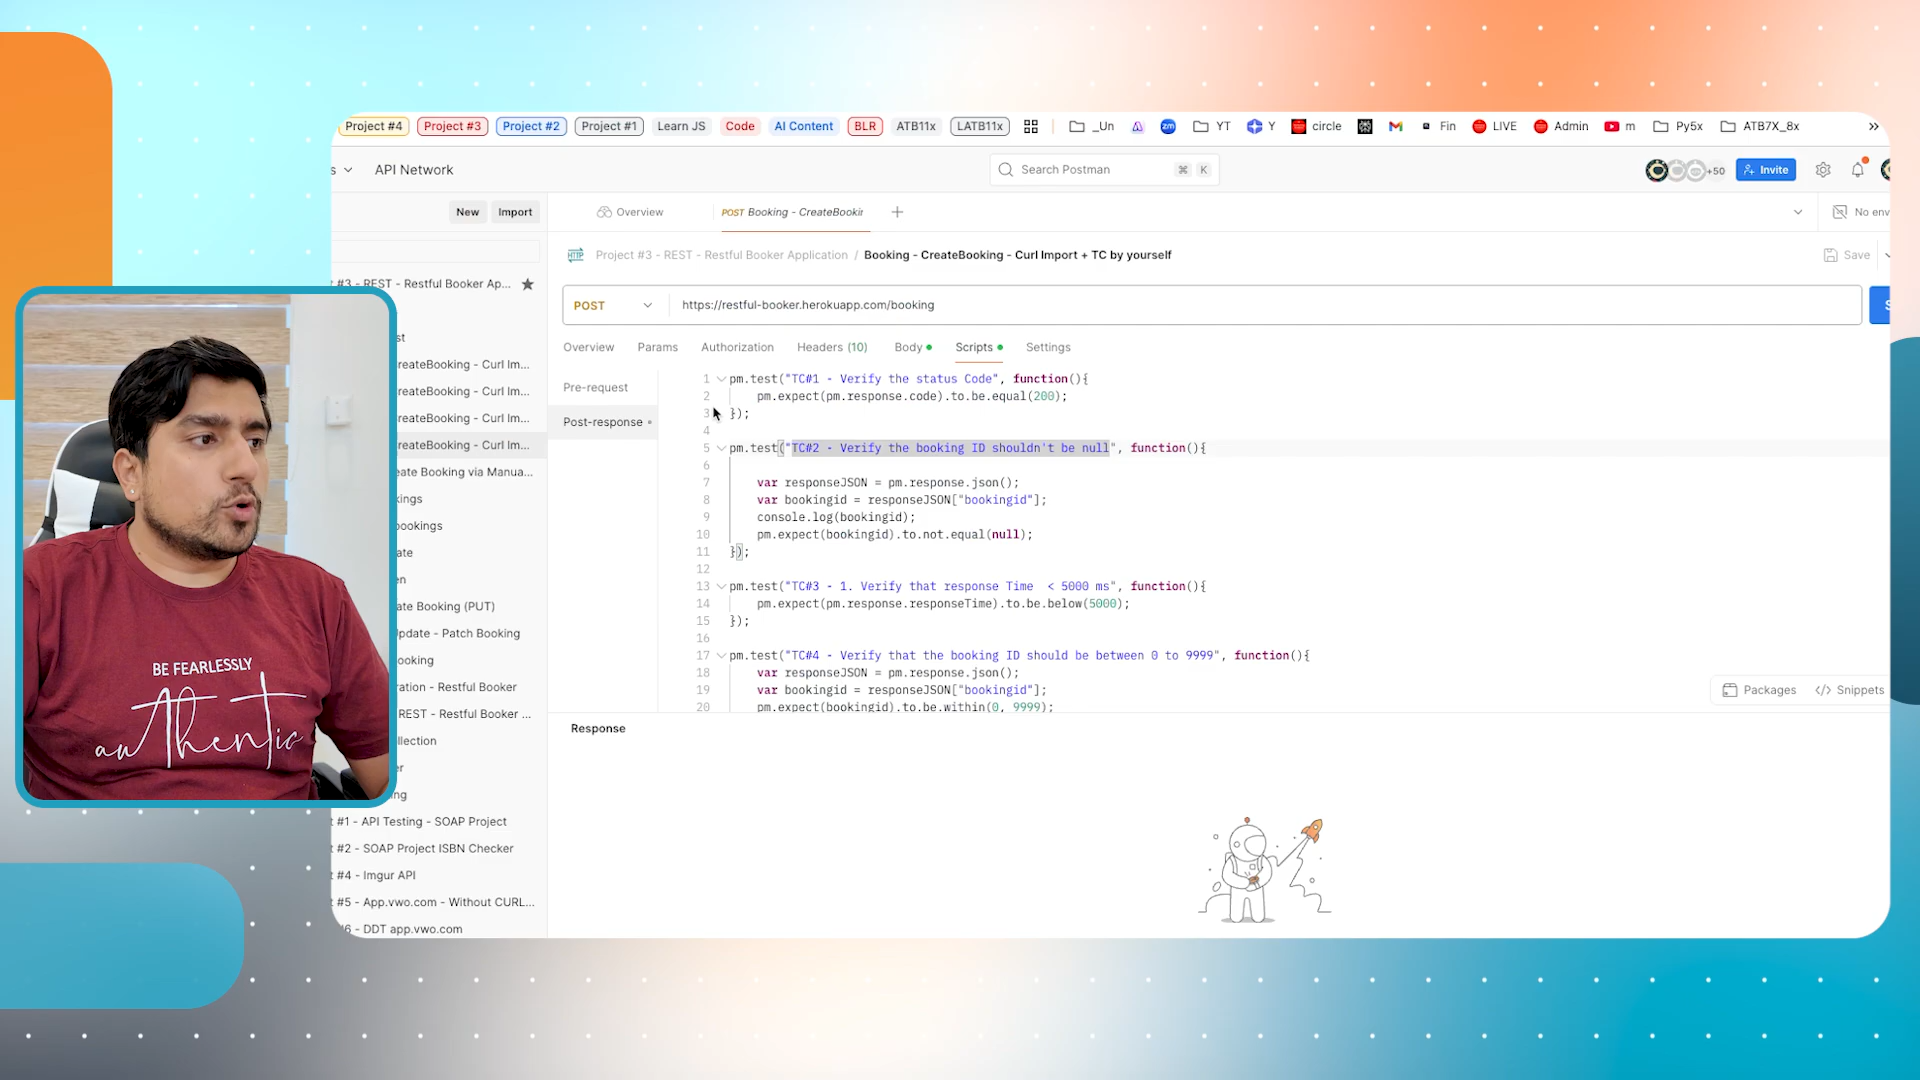 Project #4 Project #3 Project #2 Project #1 Learn JS Code AI Content BLR ATB11x LATB11x _Un zm YT Y circle Gmail Fin LIVE Admin m Py5x ATB7X_8x »
s API Network Search Postman ⌘ K +50 Invite
New Import Overview POST Booking - CreateBookin + No env
Project #3 - REST - Restful Booker Application / Booking - CreateBooking - Curl Import + TC by yourself Save
#3 - REST - Restful Booker Ap...
POST https://restful-booker.herokuapp.com/booking S
st
reateBooking - Curl Im...
reateBooking - Curl Im...
reateBooking - Curl Im...
reateBooking - Curl Im...
eate Booking via Manua...
kings
bookings
ate
en
ate Booking (PUT)
Update - Patch Booking
ooking
ration - Restful Booker
REST - Restful Booker ...
llection
er
ng
t #1 - API Testing - SOAP Project
t #2 - SOAP Project ISBN Checker
t #4 - Imgur API
t #5 - App.vwo.com - Without CURL...
#6 - DDT app.vwo.com
Overview Params Authorization Headers (10) Body Scripts Settings
Pre-request
Post-response
1 pm.test("TC#1 - Verify the status Code", function(){
2 pm.expect(pm.response.code).to.be.equal(200);
3 });
4
5 pm.test("TC#2 - Verify the booking ID shouldn't be null", function(){
6
7 var responseJSON = pm.response.json();
8 var bookingid = responseJSON["bookingid"];
9 console.log(bookingid);
10 pm.expect(bookingid).to.not.equal(null);
11 });
12
13 pm.test("TC#3 - 1. Verify that response Time  < 5000 ms", function(){
14 pm.expect(pm.response.responseTime).to.be.below(5000);
15 });
16
17 pm.test("TC#4 - Verify that the booking ID should be between 0 to 9999", function(){
18 var responseJSON = pm.response.json();
19 var bookingid = responseJSON["bookingid"];
20 pm.expect(bookingid).to.be.within(0, 9999);
Packages </> Snippets
Response
BE FEARLESSLY
authentic